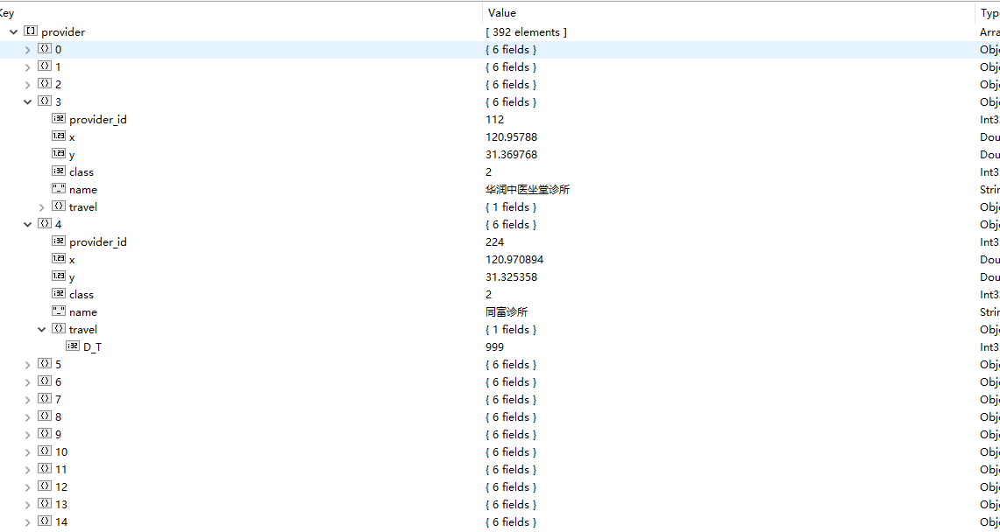 Key Value Typ
provider [ 392 elements ] Arra
0 { 6 fields } Obj
1 { 6 fields } Obj
2 { 6 fields } Obj
3 { 6 fields } Obj
provider_id 112 Int3
x 120.95788 Dou
y 31.369768 Dou
class 2 Int3
name 华润中医坐堂诊所 Strin
travel { 1 fields } Obj
4 { 6 fields } Obj
provider_id 224 Int3
x 120.970894 Dou
y 31.325358 Dou
class 2 Int3
name 同富诊所 Strin
travel { 1 fields } Obj
D_T 999 Int3
5 { 6 fields } Obj
6 { 6 fields } Obj
7 { 6 fields } Obj
8 { 6 fields } Obj
9 { 6 fields } Obj
10 { 6 fields } Obj
11 { 6 fields } Obj
12 { 6 fields } Obj
13 { 6 fields } Obj
14 { 6 fields } Obj